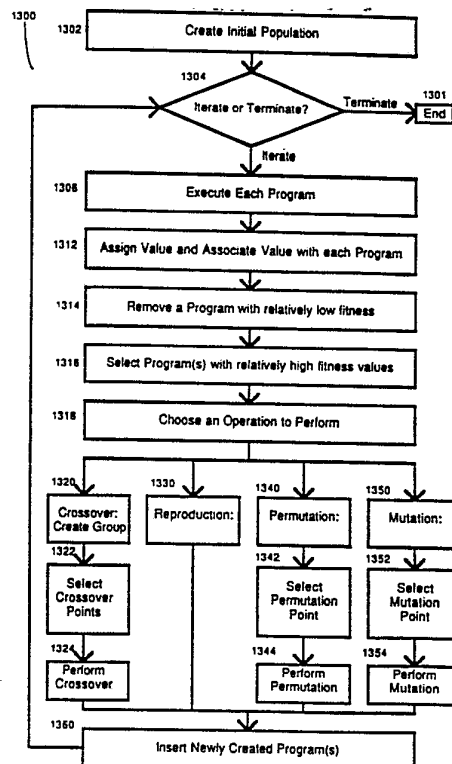 1300
1302
Create Initial Population
1304
Iterate or Terminate?
Terminate
1301
End
Iterate
1306
Execute Each Program
1312
Assign Value and Associate Value with each Program
1314
Remove a Program with relatively low fitness
1316
Select Program(s) with relatively high fitness values
1318
Choose an Operation to Perform
1320
Crossover:
Create Group
1330
Reproduction:
1340
Permutation:
1350
Mutation:
1322
Select
Crossover
Points
1342
Select
Permutation
Point
1352
Select
Mutation
Point
1324
Perform
Crossover
1344
Perform
Permutation
1354
Perform
Mutation
1360
Insert Newly Created Program(s)